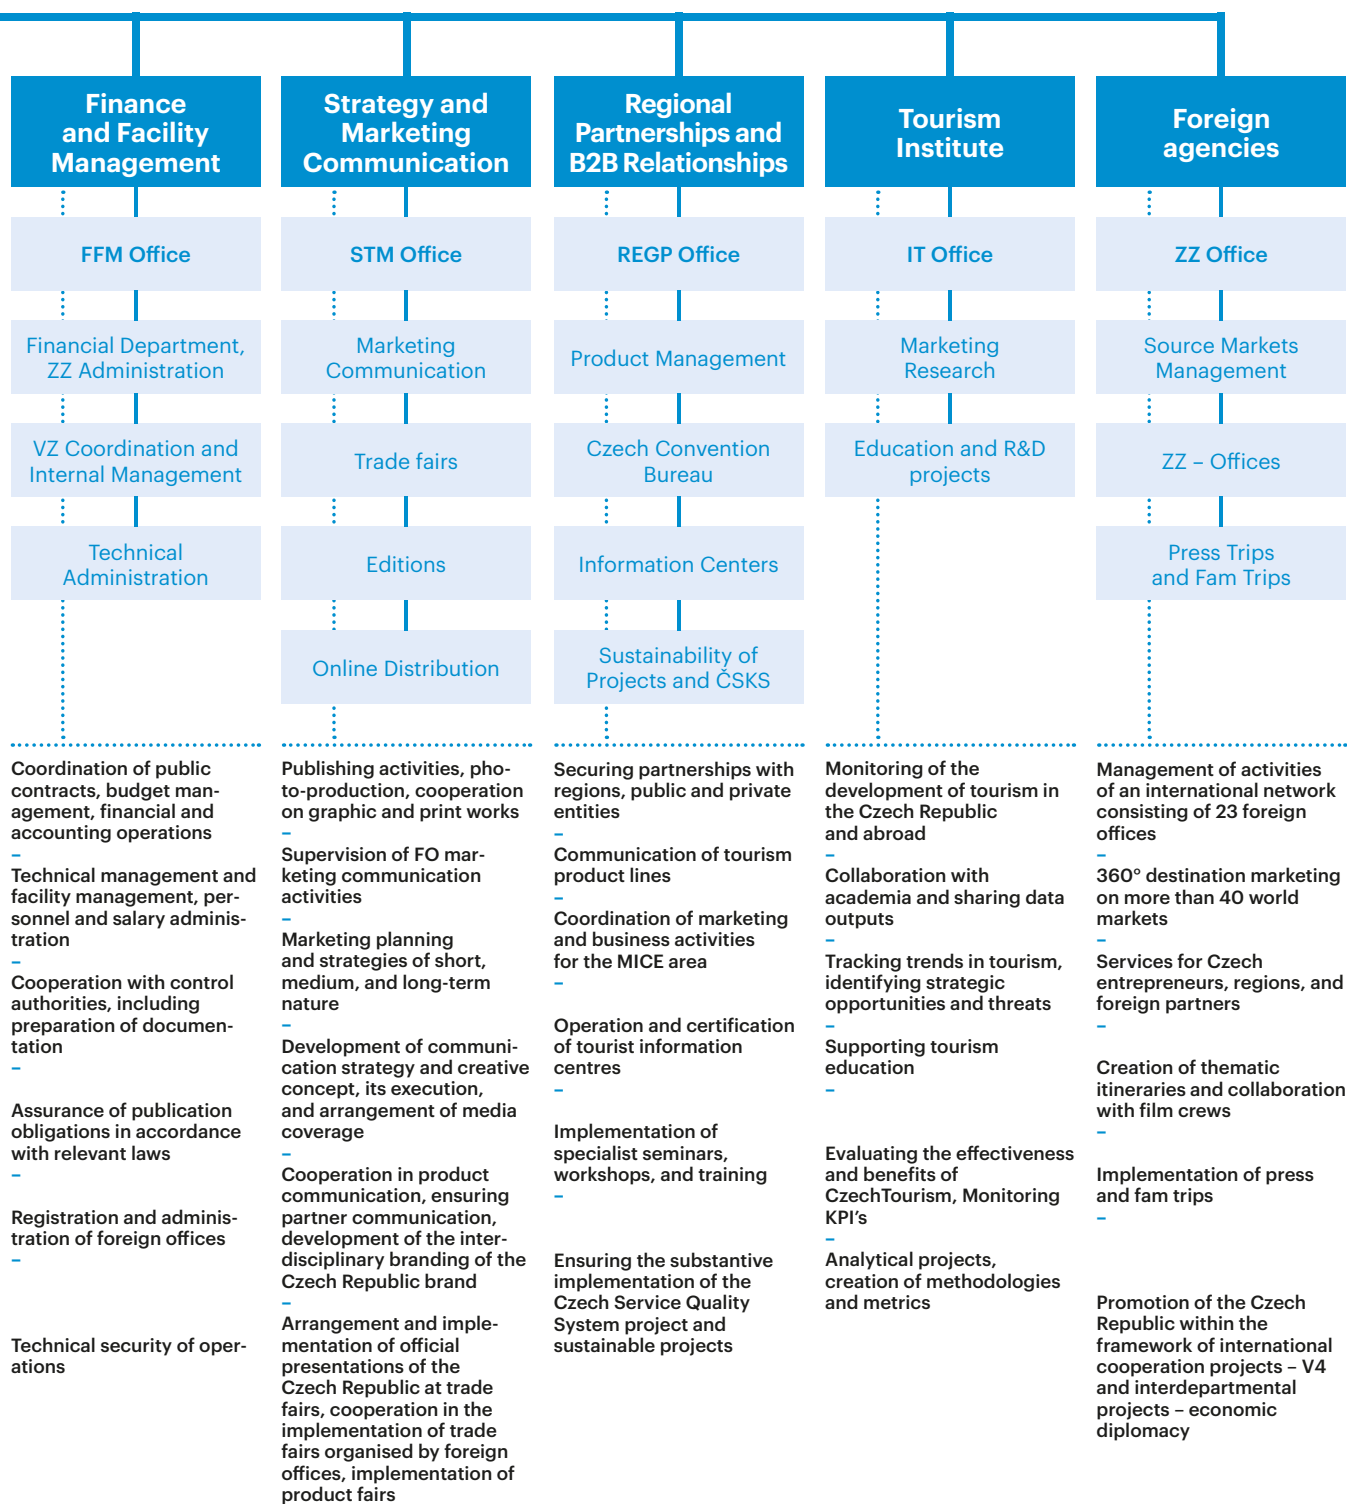 Finance
and Facility
Management
FFM Office
Financial Department,
ZZ Administration
VZ Coordination and
Internal Management
Technical
Administration
Coordination of public
contracts, budget man-
agement, financial and
accounting operations
–
Technical management and
facility management, per-
sonnel and salary adminis-
tration
–
Cooperation with control
authorities, including
preparation of documen-
tation
–
Assurance of publication
obligations in accordance
with relevant laws
–
Registration and adminis-
tration of foreign offices
–
Technical security of oper-
ations
Strategy and
Marketing
Communication
STM Office
Marketing
Communication
Trade fairs
Editions
Online Distribution
Publishing activities, pho-
to-production, cooperation
on graphic and print works
–
Supervision of FO mar-
keting communication
activities
–
Marketing planning
and strategies of short,
medium, and long-term
nature
–
Development of communi-
cation strategy and creative
concept, its execution,
and arrangement of media
coverage
–
Cooperation in product
communication, ensuring
partner communication,
development of the inter-
disciplinary branding of the
Czech Republic brand
–
Arrangement and imple-
mentation of official
presentations of the
Czech Republic at trade
fairs, cooperation in the
implementation of trade
fairs organised by foreign
offices, implementation of
product fairs
Regional
Partnerships and
B2B Relationships
REGP Office
Product Management
Czech Convention
Bureau
Information Centers
Sustainability of
Projects and ČSKS
Securing partnerships with
regions, public and private
entities
–
Communication of tourism
product lines
–
Coordination of marketing
and business activities
for the MICE area
–
Operation and certification
of tourist information
centres
–
Implementation of
specialist seminars,
workshops, and training
–
Ensuring the substantive
implementation of the
Czech Service Quality
System project and
sustainable projects
Tourism
Institute
IT Office
Marketing
Research
Education and R&D
projects
Monitoring of the
development of tourism in
the Czech Republic
and abroad
–
Collaboration with
academia and sharing data
outputs
–
Tracking trends in tourism,
identifying strategic
opportunities and threats
–
Supporting tourism
education
–
Evaluating the effectiveness
and benefits of
CzechTourism, Monitoring
KPI's
–
Analytical projects,
creation of methodologies
and metrics
Foreign
agencies
ZZ Office
Source Markets
Management
ZZ – Offices
Press Trips
and Fam Trips
Management of activities
of an international network
consisting of 23 foreign
offices
–
360° destination marketing
on more than 40 world
markets
–
Services for Czech
entrepreneurs, regions, and
foreign partners
–
Creation of thematic
itineraries and collaboration
with film crews
–
Implementation of press
and fam trips
–
Promotion of the Czech
Republic within the
framework of international
cooperation projects – V4
and interdepartmental
projects – economic
diplomacy